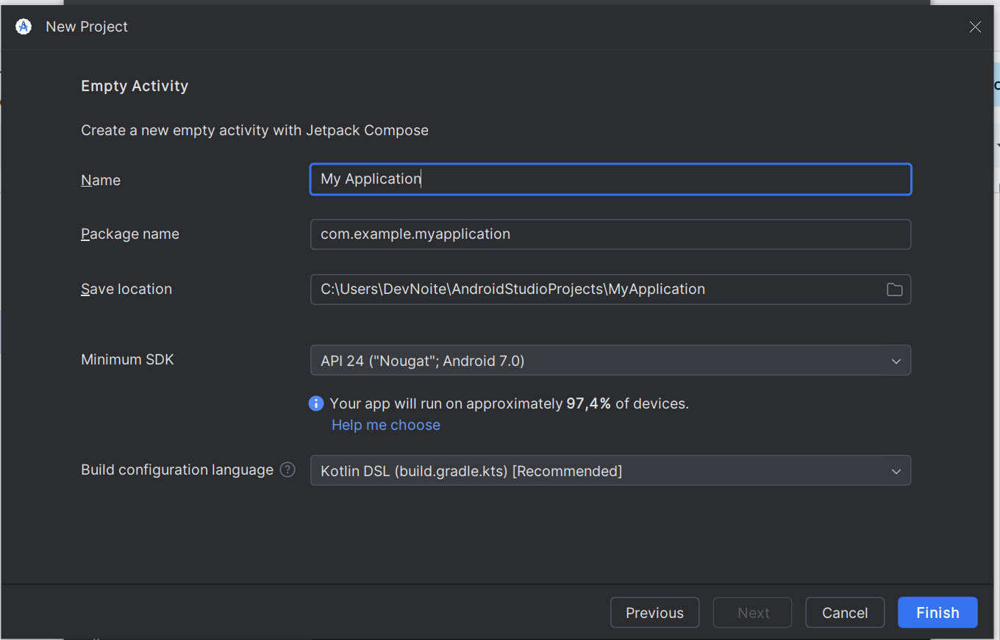 New Project
Empty Activity
Create a new empty activity with Jetpack Compose
Name
My Application
Package name
com.example.myapplication
Save location
C:\Users\DevNoite\AndroidStudioProjects\MyApplication
Minimum SDK
API 24 ("Nougat"; Android 7.0)
Your app will run on approximately 97,4% of devices.
Help me choose
Build configuration language ?
Kotlin DSL (build.gradle.kts) [Recommended]
Previous
Next
Cancel
Finish